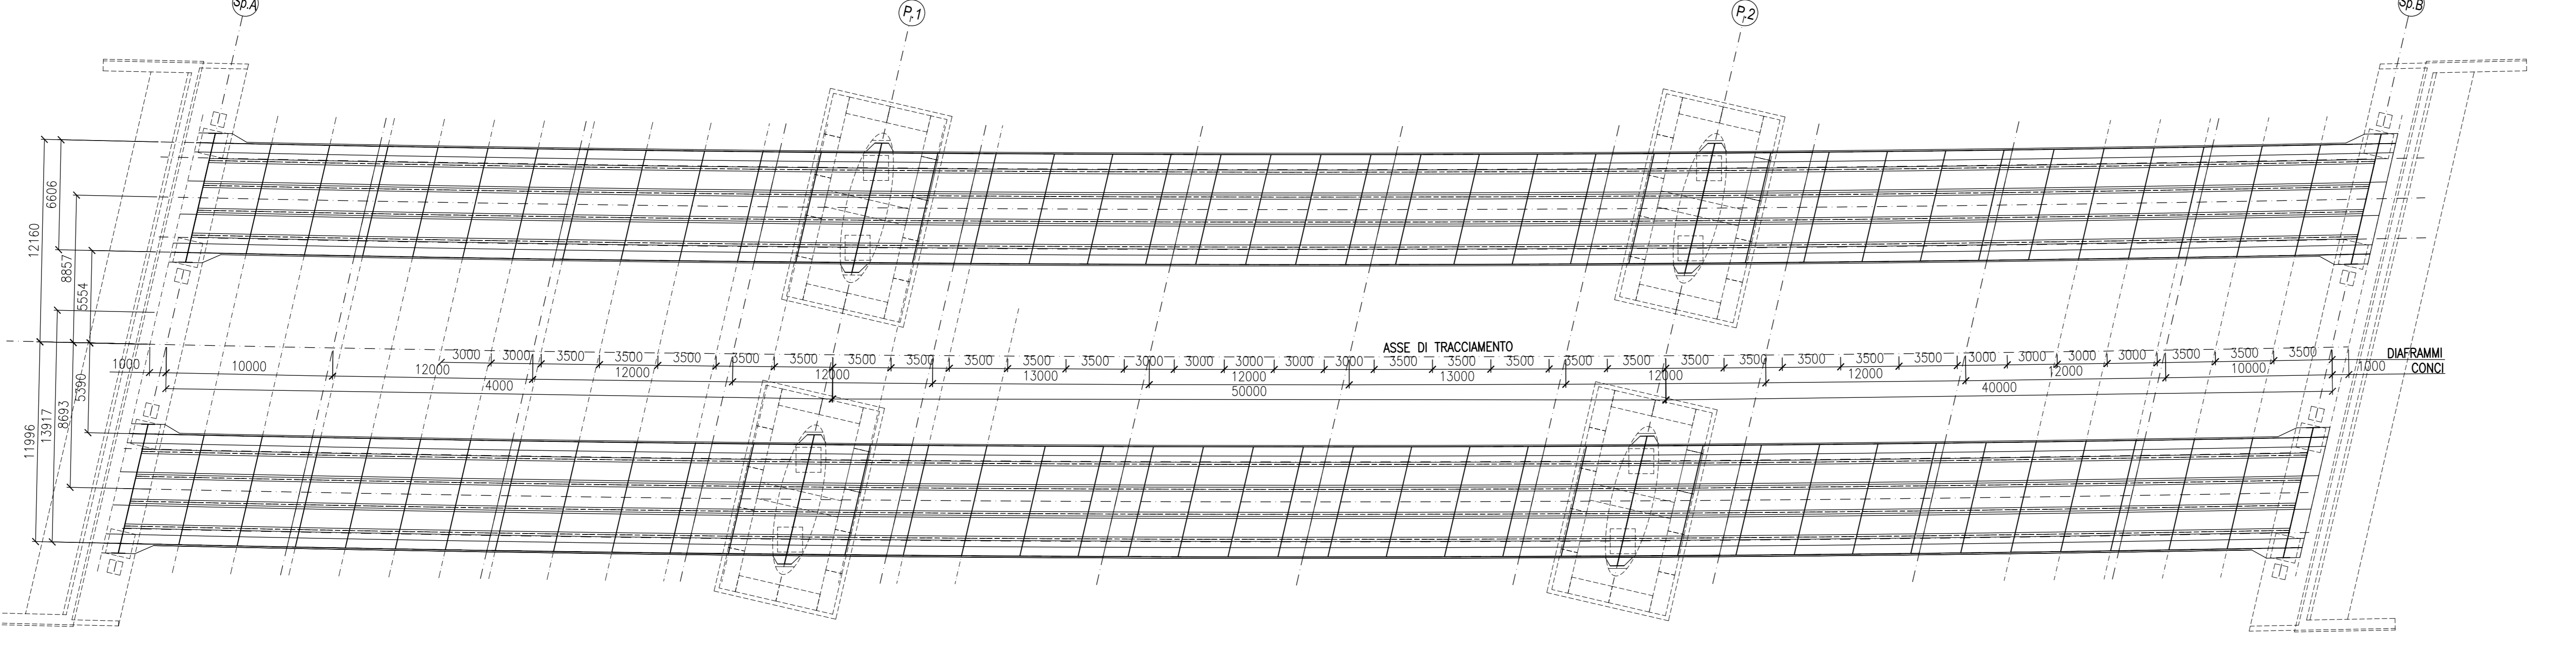 Sp.A
Pᵣ1
Pᵣ2
Sp.B
12160
6606
8857
5554
11996
13917
8693
5390
ASSE DI TRACCIAMENTO
3000 3000 3500 3500 3500 3500 3500 3500 3500 3500 3500 3500 3000 3000 3000 3000 3000 3500 3500 3500 3500 3500 3500 3500 3500 3500 3500 3000 3000 3000 3000 3500 3500 3500 DIAFRAMMI
1000 10000 12000 12000 12000 13000 12000 13000 12000 12000 12000 10000 1000 CONCI
4000 50000 40000